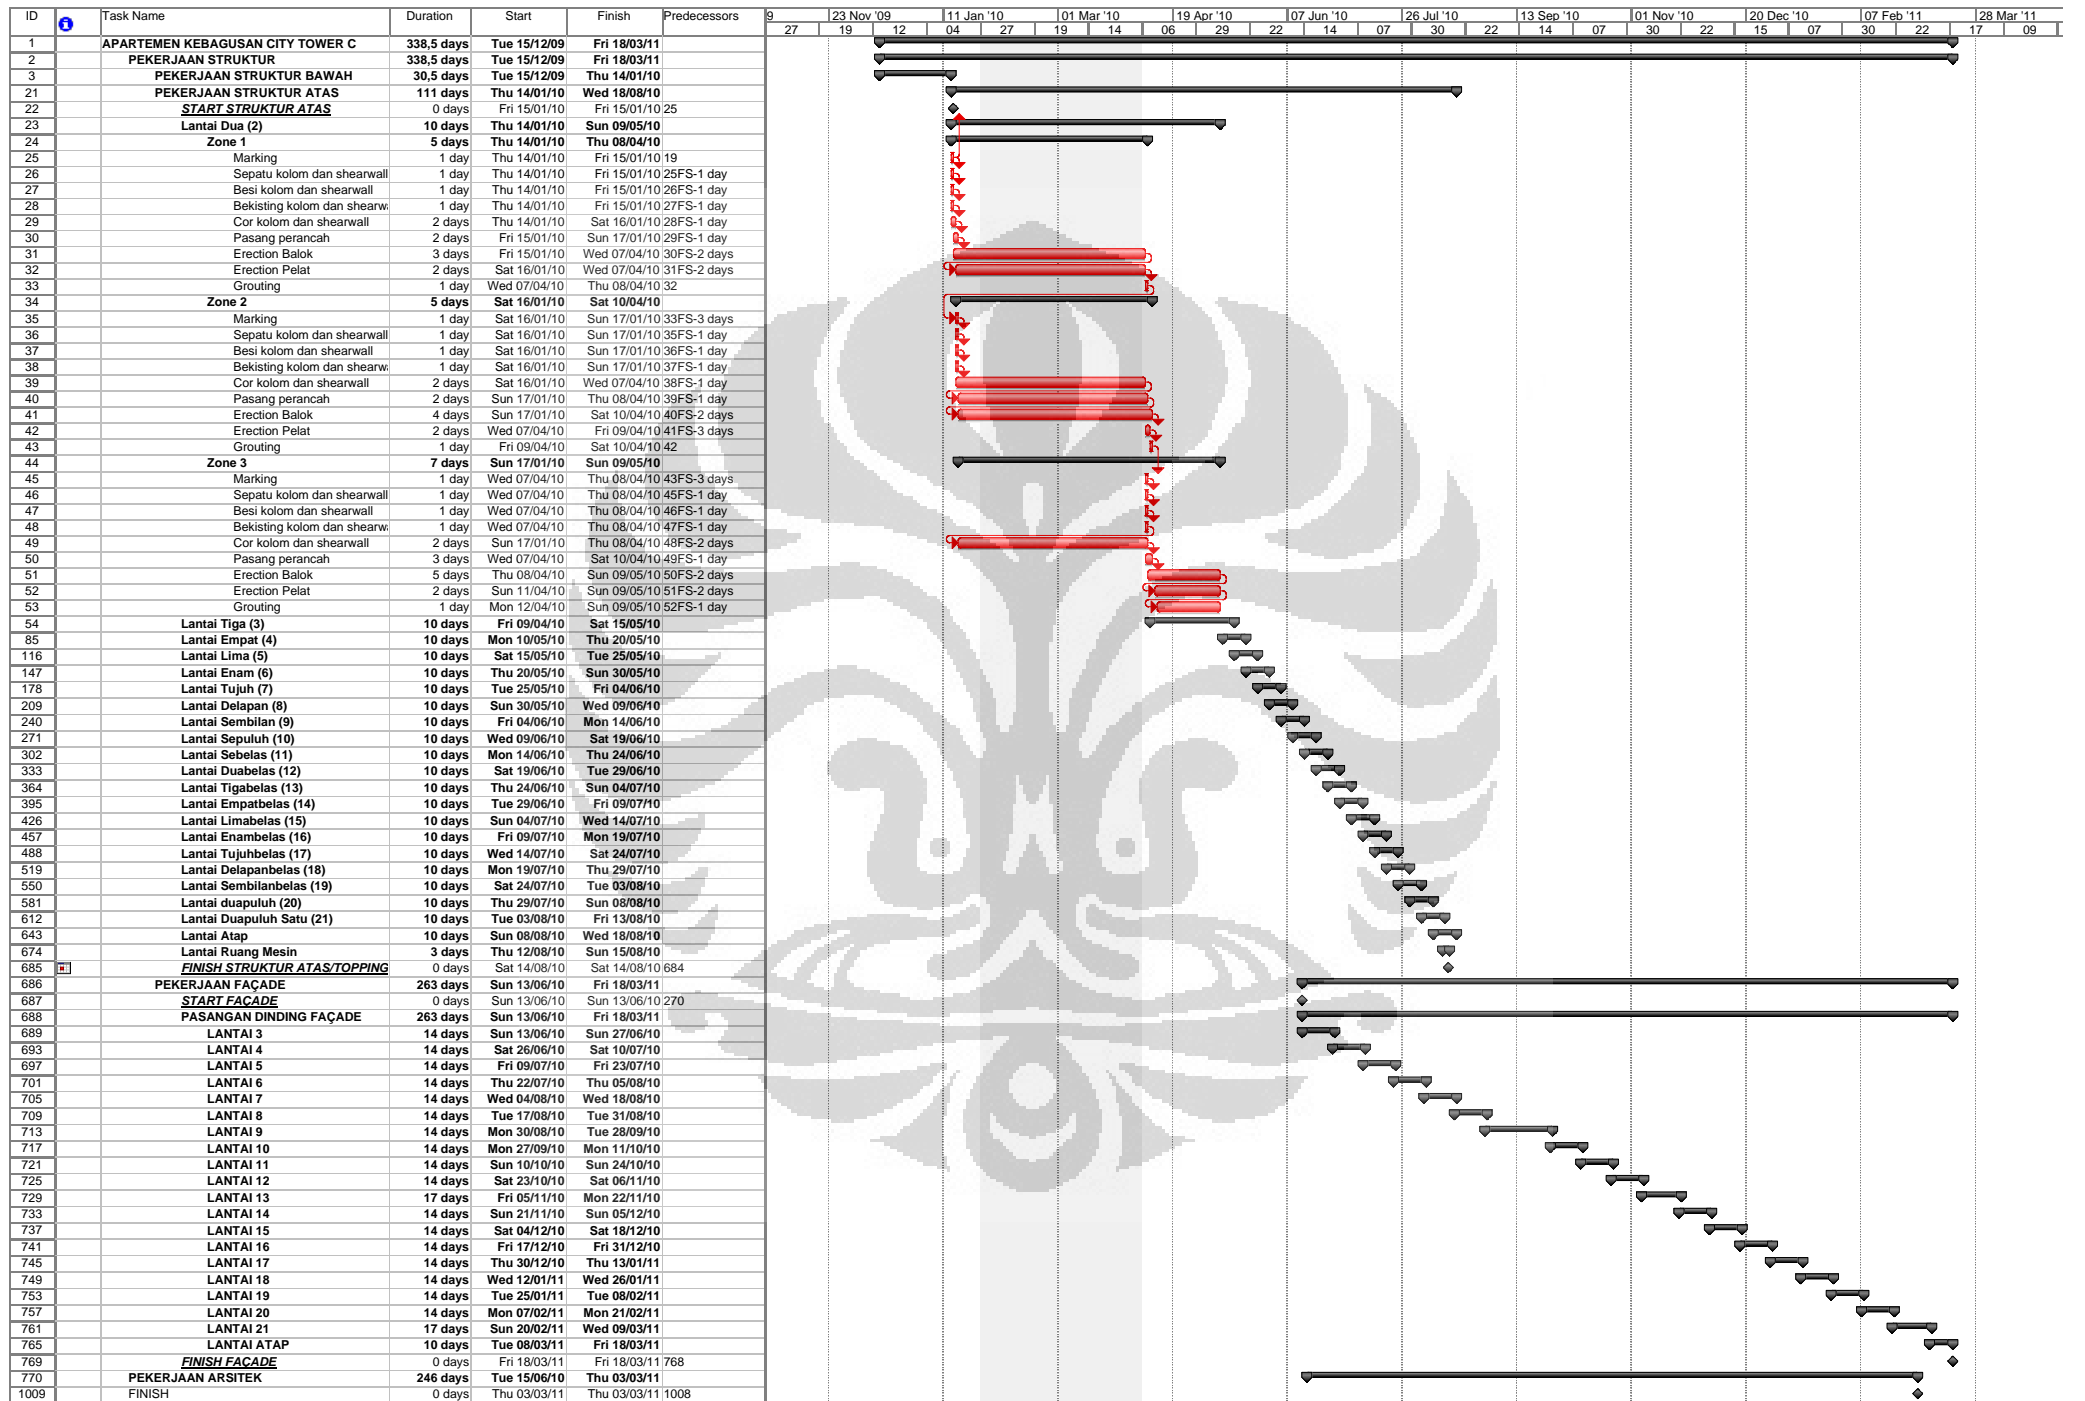 ID Task Name Duration Start Finish Predecessors 9 23 Nov '09 11 Jan '10 01 Mar '10 19 Apr '10 07 Jun '10 26 Jul '10 13 Sep '10 01 Nov '10 20 Dec '10 07 Feb '11 28 Mar '11
27 19 12 04 27 19 14 06 29 22 14 07 30 22 14 07 30 22 15 07 30 22 17 09
1 APARTEMEN KEBAGUSAN CITY TOWER C 338,5 days Tue 15/12/09 Fri 18/03/11
2 PEKERJAAN STRUKTUR 338,5 days Tue 15/12/09 Fri 18/03/11
3 PEKERJAAN STRUKTUR BAWAH 30,5 days Tue 15/12/09 Thu 14/01/10
21 PEKERJAAN STRUKTUR ATAS 111 days Thu 14/01/10 Wed 18/08/10
22 START STRUKTUR ATAS 0 days Fri 15/01/10 Fri 15/01/10 25
23 Lantai Dua (2) 10 days Thu 14/01/10 Sun 09/05/10
24 Zone 1 5 days Thu 14/01/10 Thu 08/04/10
25 Marking 1 day Thu 14/01/10 Fri 15/01/10 19
26 Sepatu kolom dan shearwall 1 day Thu 14/01/10 Fri 15/01/10 25FS-1 day
27 Besi kolom dan shearwall 1 day Thu 14/01/10 Fri 15/01/10 26FS-1 day
28 Bekisting kolom dan shearwa 1 day Thu 14/01/10 Fri 15/01/10 27FS-1 day
29 Cor kolom dan shearwall 2 days Thu 14/01/10 Sat 16/01/10 28FS-1 day
30 Pasang perancah 2 days Fri 15/01/10 Sun 17/01/10 29FS-1 day
31 Erection Balok 3 days Fri 15/01/10 Wed 07/04/10 30FS-2 days
32 Erection Pelat 2 days Sat 16/01/10 Wed 07/04/10 31FS-2 days
33 Grouting 1 day Wed 07/04/10 Thu 08/04/10 32
34 Zone 2 5 days Sat 16/01/10 Sat 10/04/10
35 Marking 1 day Sat 16/01/10 Sun 17/01/10 33FS-3 days
36 Sepatu kolom dan shearwall 1 day Sat 16/01/10 Sun 17/01/10 35FS-1 day
37 Besi kolom dan shearwall 1 day Sat 16/01/10 Sun 17/01/10 36FS-1 day
38 Bekisting kolom dan shearwa 1 day Sat 16/01/10 Sun 17/01/10 37FS-1 day
39 Cor kolom dan shearwall 2 days Sat 16/01/10 Wed 07/04/10 38FS-1 day
40 Pasang perancah 2 days Sun 17/01/10 Thu 08/04/10 39FS-1 day
41 Erection Balok 4 days Sun 17/01/10 Sat 10/04/10 40FS-2 days
42 Erection Pelat 2 days Wed 07/04/10 Fri 09/04/10 41FS-3 days
43 Grouting 1 day Fri 09/04/10 Sat 10/04/10 42
44 Zone 3 7 days Sun 17/01/10 Sun 09/05/10
45 Marking 1 day Wed 07/04/10 Thu 08/04/10 43FS-3 days
46 Sepatu kolom dan shearwall 1 day Wed 07/04/10 Thu 08/04/10 45FS-1 day
47 Besi kolom dan shearwall 1 day Wed 07/04/10 Thu 08/04/10 46FS-1 day
48 Bekisting kolom dan shearwa 1 day Wed 07/04/10 Thu 08/04/10 47FS-1 day
49 Cor kolom dan shearwall 2 days Sun 17/01/10 Thu 08/04/10 48FS-2 days
50 Pasang perancah 3 days Wed 07/04/10 Sat 10/04/10 49FS-1 day
51 Erection Balok 5 days Thu 08/04/10 Sun 09/05/10 50FS-2 days
52 Erection Pelat 2 days Sun 11/04/10 Sun 09/05/10 51FS-2 days
53 Grouting 1 day Mon 12/04/10 Sun 09/05/10 52FS-1 day
54 Lantai Tiga (3) 10 days Fri 09/04/10 Sat 15/05/10
85 Lantai Empat (4) 10 days Mon 10/05/10 Thu 20/05/10
116 Lantai Lima (5) 10 days Sat 15/05/10 Tue 25/05/10
147 Lantai Enam (6) 10 days Thu 20/05/10 Sun 30/05/10
178 Lantai Tujuh (7) 10 days Tue 25/05/10 Fri 04/06/10
209 Lantai Delapan (8) 10 days Sun 30/05/10 Wed 09/06/10
240 Lantai Sembilan (9) 10 days Fri 04/06/10 Mon 14/06/10
271 Lantai Sepuluh (10) 10 days Wed 09/06/10 Sat 19/06/10
302 Lantai Sebelas (11) 10 days Mon 14/06/10 Thu 24/06/10
333 Lantai Duabelas (12) 10 days Sat 19/06/10 Tue 29/06/10
364 Lantai Tigabelas (13) 10 days Thu 24/06/10 Sun 04/07/10
395 Lantai Empatbelas (14) 10 days Tue 29/06/10 Fri 09/07/10
426 Lantai Limabelas (15) 10 days Sun 04/07/10 Wed 14/07/10
457 Lantai Enambelas (16) 10 days Fri 09/07/10 Mon 19/07/10
488 Lantai Tujuhbelas (17) 10 days Wed 14/07/10 Sat 24/07/10
519 Lantai Delapanbelas (18) 10 days Mon 19/07/10 Thu 29/07/10
550 Lantai Sembilanbelas (19) 10 days Sat 24/07/10 Tue 03/08/10
581 Lantai duapuluh (20) 10 days Thu 29/07/10 Sun 08/08/10
612 Lantai Duapuluh Satu (21) 10 days Tue 03/08/10 Fri 13/08/10
643 Lantai Atap 10 days Sun 08/08/10 Wed 18/08/10
674 Lantai Ruang Mesin 3 days Thu 12/08/10 Sun 15/08/10
685 FINISH STRUKTUR ATAS/TOPPING 0 days Sat 14/08/10 Sat 14/08/10 684
686 PEKERJAAN FAÇADE 263 days Sun 13/06/10 Fri 18/03/11
687 START FAÇADE 0 days Sun 13/06/10 Sun 13/06/10 270
688 PASANGAN DINDING FAÇADE 263 days Sun 13/06/10 Fri 18/03/11
689 LANTAI 3 14 days Sun 13/06/10 Sun 27/06/10
693 LANTAI 4 14 days Sat 26/06/10 Sat 10/07/10
697 LANTAI 5 14 days Fri 09/07/10 Fri 23/07/10
701 LANTAI 6 14 days Thu 22/07/10 Thu 05/08/10
705 LANTAI 7 14 days Wed 04/08/10 Wed 18/08/10
709 LANTAI 8 14 days Tue 17/08/10 Tue 31/08/10
713 LANTAI 9 14 days Mon 30/08/10 Tue 28/09/10
717 LANTAI 10 14 days Mon 27/09/10 Mon 11/10/10
721 LANTAI 11 14 days Sun 10/10/10 Sun 24/10/10
725 LANTAI 12 14 days Sat 23/10/10 Sat 06/11/10
729 LANTAI 13 17 days Fri 05/11/10 Mon 22/11/10
733 LANTAI 14 14 days Sun 21/11/10 Sun 05/12/10
737 LANTAI 15 14 days Sat 04/12/10 Sat 18/12/10
741 LANTAI 16 14 days Fri 17/12/10 Fri 31/12/10
745 LANTAI 17 14 days Thu 30/12/10 Thu 13/01/11
749 LANTAI 18 14 days Wed 12/01/11 Wed 26/01/11
753 LANTAI 19 14 days Tue 25/01/11 Tue 08/02/11
757 LANTAI 20 14 days Mon 07/02/11 Mon 21/02/11
761 LANTAI 21 17 days Sun 20/02/11 Wed 09/03/11
765 LANTAI ATAP 10 days Tue 08/03/11 Fri 18/03/11
769 FINISH FAÇADE 0 days Fri 18/03/11 Fri 18/03/11 768
770 PEKERJAAN ARSITEK 246 days Tue 15/06/10 Thu 03/03/11
1009 FINISH 0 days Thu 03/03/11 Thu 03/03/11 1008